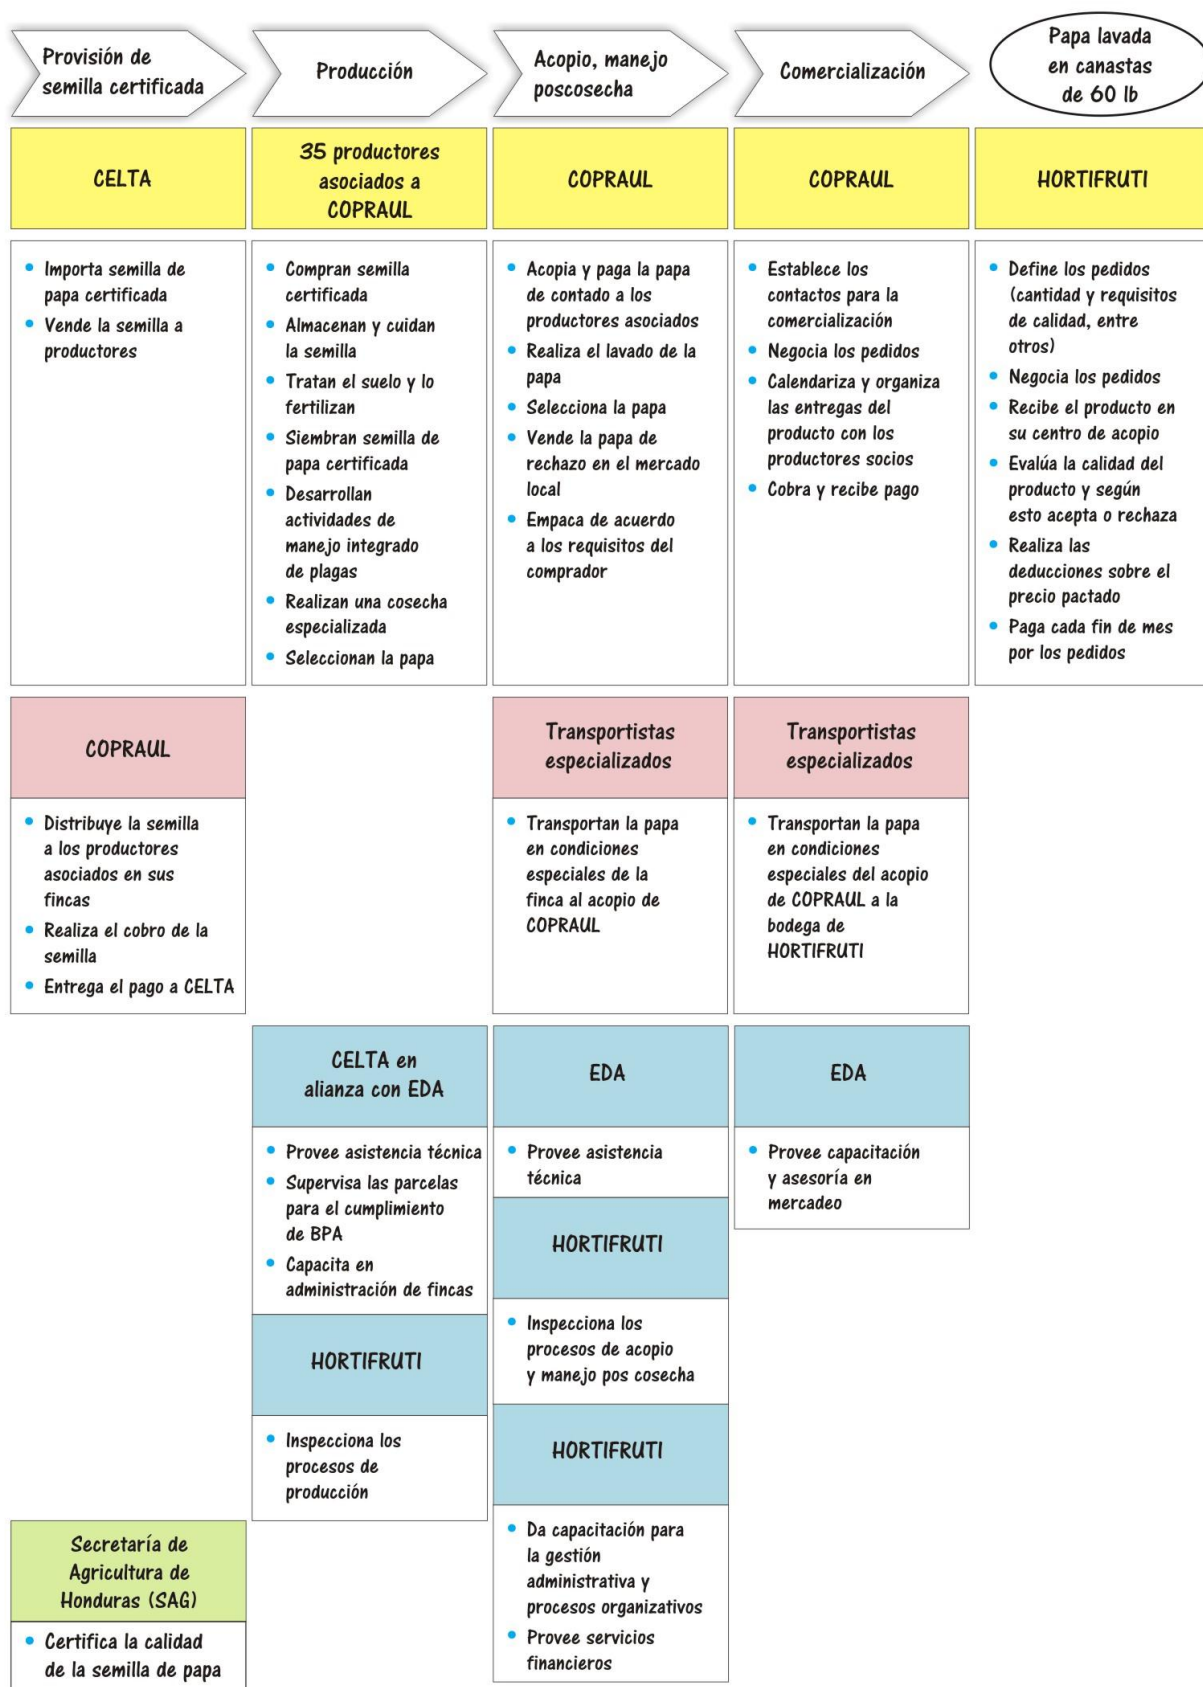 Provisión de
semilla certificada
Producción
Acopio, manejo
poscosecha
Comercialización
Papa lavada
en canastas
de 60 lb
CELTA
35 productores
asociados a
COPRAUL
COPRAUL
COPRAUL
HORTIFRUTI
• Importa semilla de
papa certificada
• Vende la semilla a
productores
• Compran semilla
certificada
• Almacenan y cuidan
la semilla
• Tratan el suelo y lo
fertilizan
• Siembran semilla de
papa certificada
• Desarrollan
actividades de
manejo integrado
de plagas
• Realizan una cosecha
especializada
• Seleccionan la papa
• Acopia y paga la papa
de contado a los
productores asociados
• Realiza el lavado de la
papa
• Selecciona la papa
• Vende la papa de
rechazo en el mercado
local
• Empaca de acuerdo
a los requisitos del
comprador
• Establece los
contactos para la
comercialización
• Negocia los pedidos
• Calendariza y organiza
las entregas del
producto con los
productores socios
• Cobra y recibe pago
• Define los pedidos
(cantidad y requisitos
de calidad, entre
otros)
• Negocia los pedidos
• Recibe el producto en
su centro de acopio
• Evalúa la calidad del
producto y según
esto acepta o rechaza
• Realiza las
deducciones sobre el
precio pactado
• Paga cada fin de mes
por los pedidos
COPRAUL
Transportistas
especializados
Transportistas
especializados
• Distribuye la semilla
a los productores
asociados en sus
fincas
• Realiza el cobro de la
semilla
• Entrega el pago a CELTA
• Transportan la papa
en condiciones
especiales de la
finca al acopio de
COPRAUL
• Transportan la papa
en condiciones
especiales del acopio
de COPRAUL a la
bodega de
HORTIFRUTI
CELTA en
alianza con EDA
EDA
EDA
• Provee asistencia técnica
• Supervisa las parcelas
para el cumplimiento
de BPA
• Capacita en
administración de fincas
HORTIFRUTI
• Inspecciona los
procesos de
producción
• Provee asistencia
técnica
HORTIFRUTI
• Inspecciona los
procesos de acopio
y manejo pos cosecha
HORTIFRUTI
• Da capacitación para
la gestión
administrativa y
procesos organizativos
• Provee servicios
financieros
• Provee capacitación
y asesoría en
mercadeo
Secretaría de
Agricultura de
Honduras (SAG)
• Certifica la calidad
de la semilla de papa